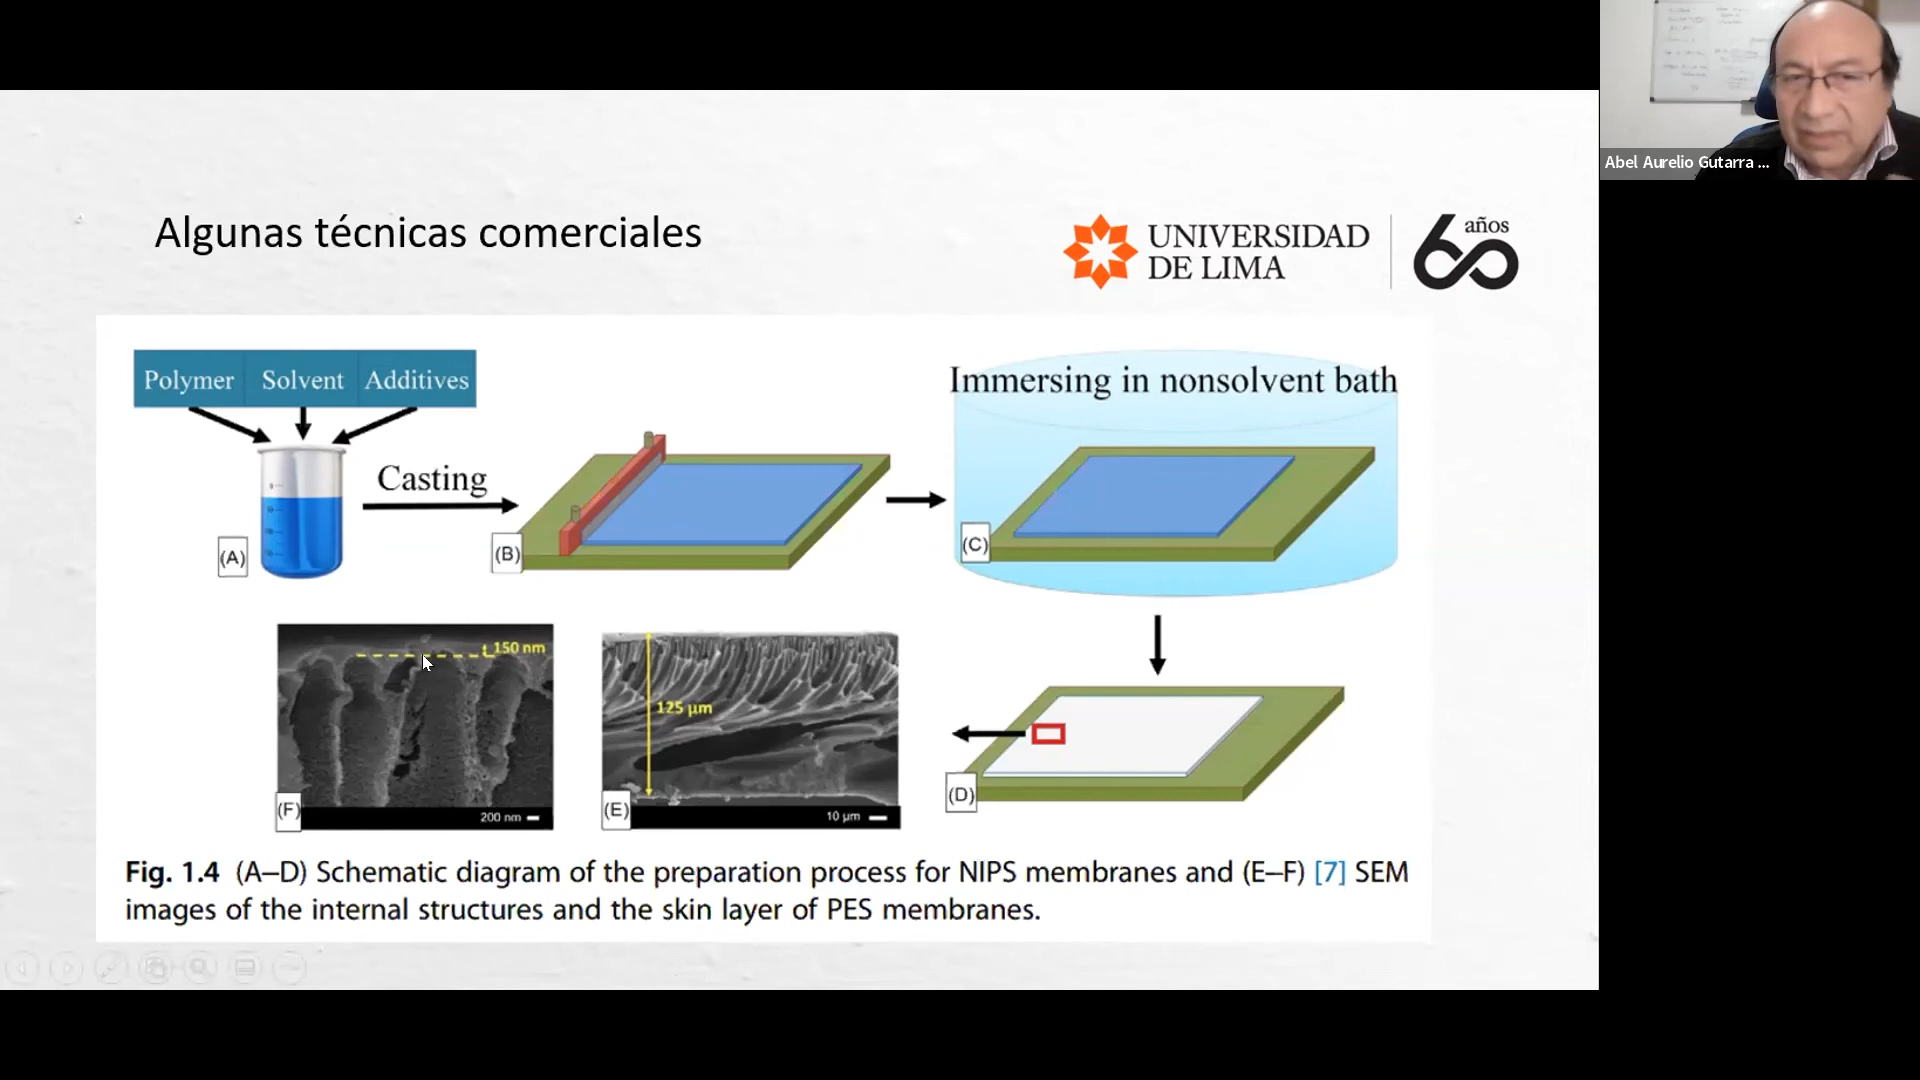 Abel Aurelio Gutarra ...
Algunas técnicas comerciales
UNIVERSIDAD
DE LIMA
60 años
Polymer Solvent Additives
Casting
Immersing in nonsolvent bath
(A)
(B)
(C)
150 nm
125 µm
(F)
200 nm
(E)
10 µm
(D)
Fig. 1.4 (A–D) Schematic diagram of the preparation process for NIPS membranes and (E–F) [7] SEM
images of the internal structures and the skin layer of PES membranes.